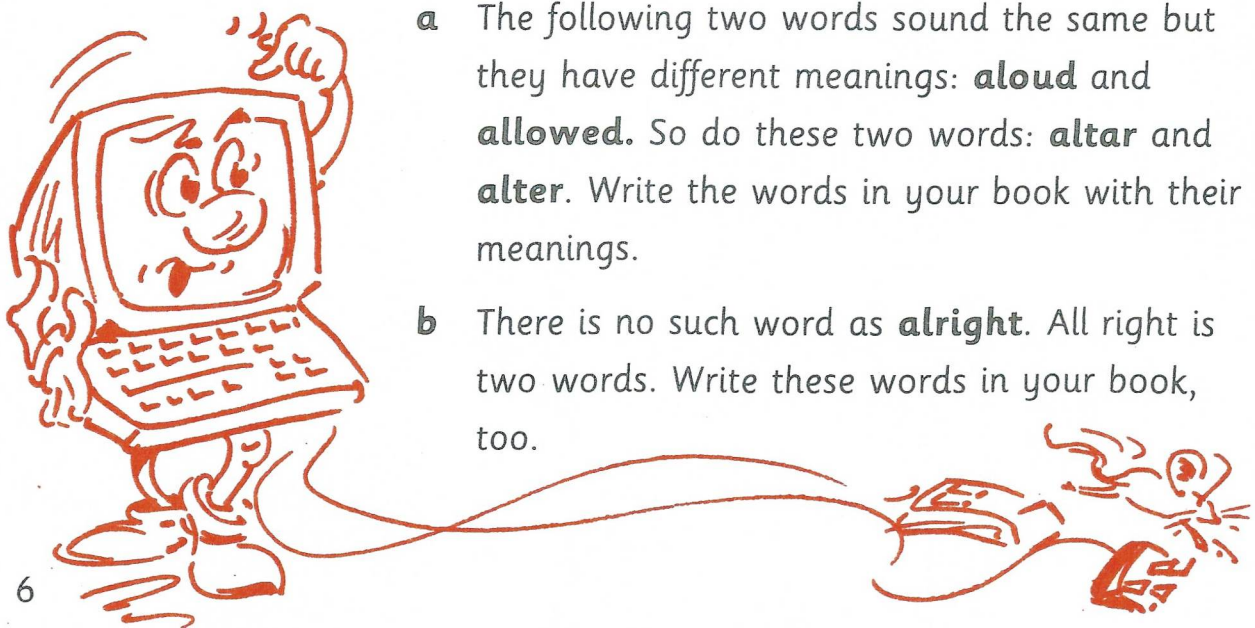 a The following two words sound the same but
they have different meanings: aloud and
allowed. So do these two words: altar and
alter. Write the words in your book with their
meanings.
b There is no such word as alright. All right is
two words. Write these words in your book,
too.
6